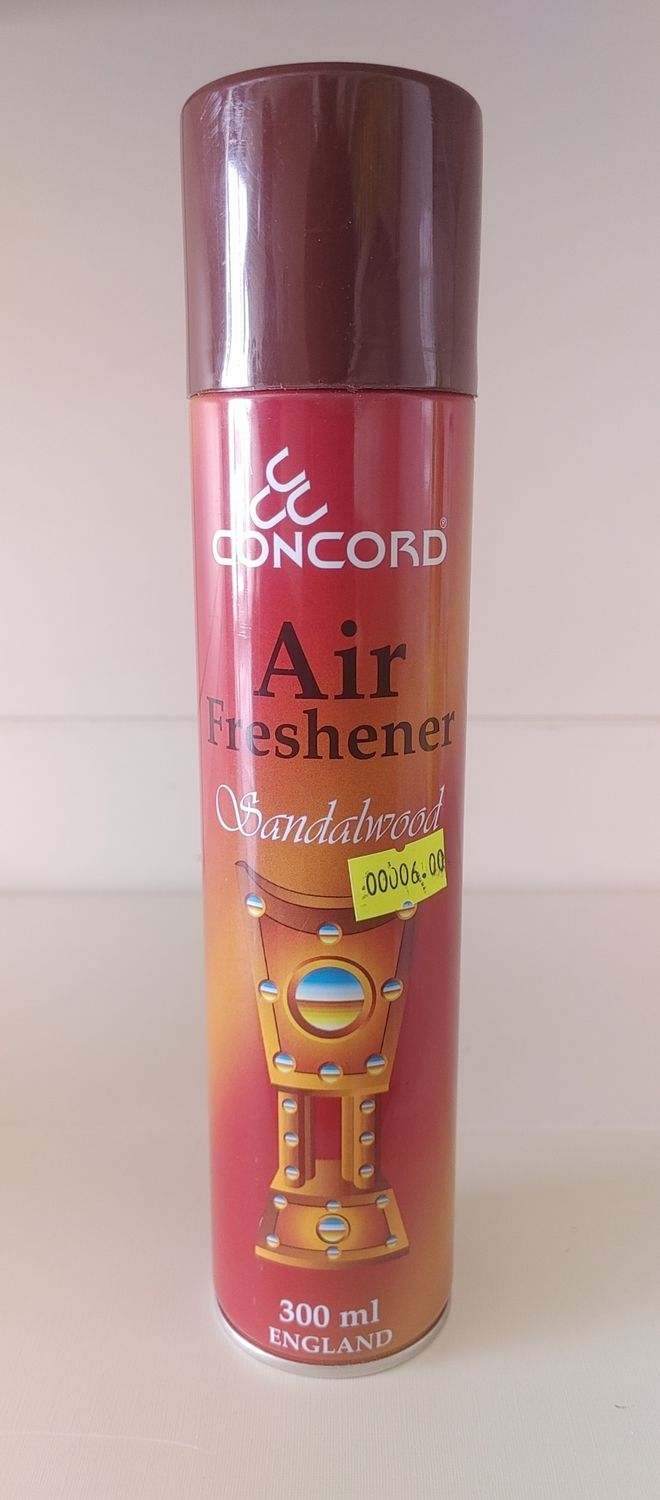 CONCORD®
Air
Freshener
Sandalwood
00006.00
300 ml
ENGLAND